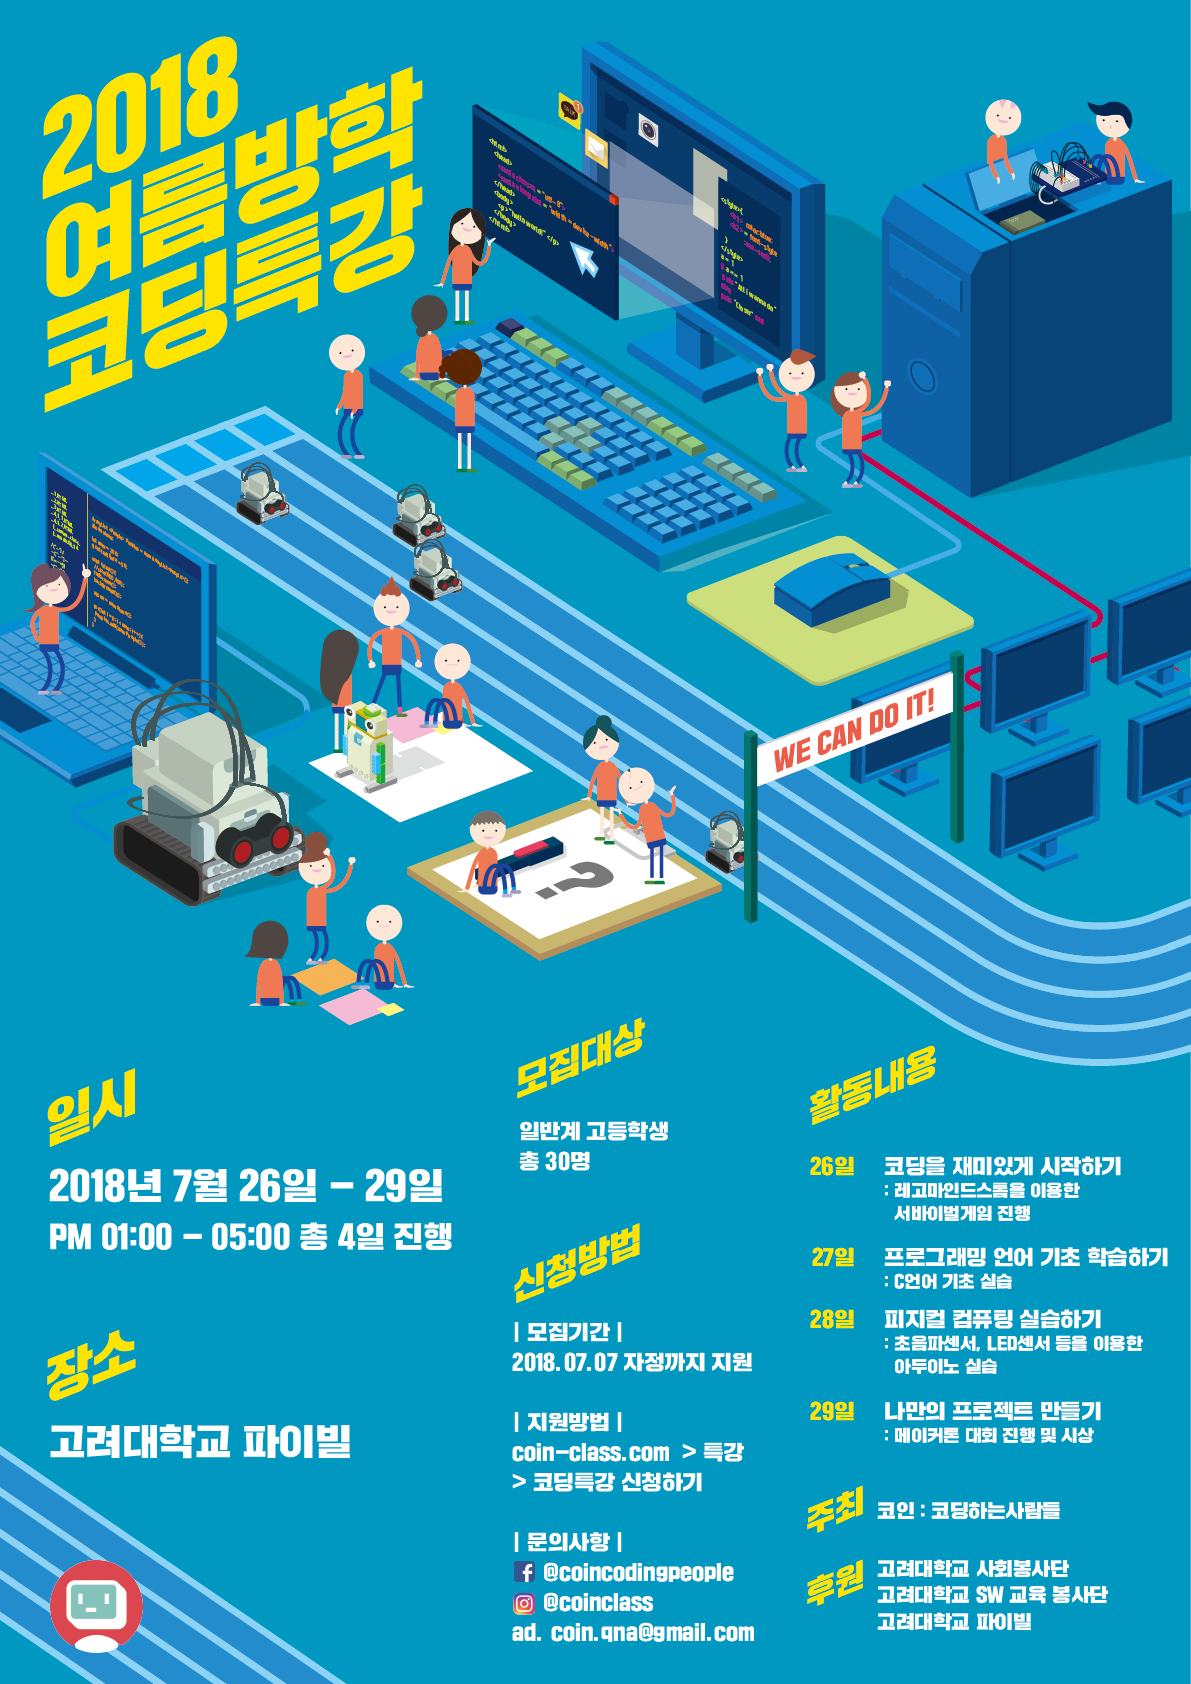 2018
여름방학
코딩특강
TALK
1
<html>
<head>
</head>
<body>
<p>"hello world!" </p>
</body>
</html>
<style>{
}
</style>
a = 1
WE CAN DO IT!
?
일시
2018년 7월 26일 - 29일
PM 01:00 - 05:00 총 4일 진행
장소
고려대학교 파이빌
모집대상
일반계 고등학생
총 30명
신청방법
| 모집기간 |
2018.07.07 자정까지 지원
| 지원방법 |
coin-class.com > 특강
> 코딩특강 신청하기
| 문의사항 |
@coincodingpeople
@coinclass
ad. coin.qna@gmail.com
활동내용
26일 코딩을 재미있게 시작하기
: 레고마인드스톰을 이용한
서바이벌게임 진행
27일 프로그래밍 언어 기초 학습하기
: C언어 기초 실습
28일 피지컬 컴퓨팅 실습하기
: 초음파센서, LED센서 등을 이용한
아두이노 실습
29일 나만의 프로젝트 만들기
: 메이커톤 대회 진행 및 시상
주최 코인 : 코딩하는사람들
후원 고려대학교 사회봉사단
고려대학교 SW 교육 봉사단
고려대학교 파이빌